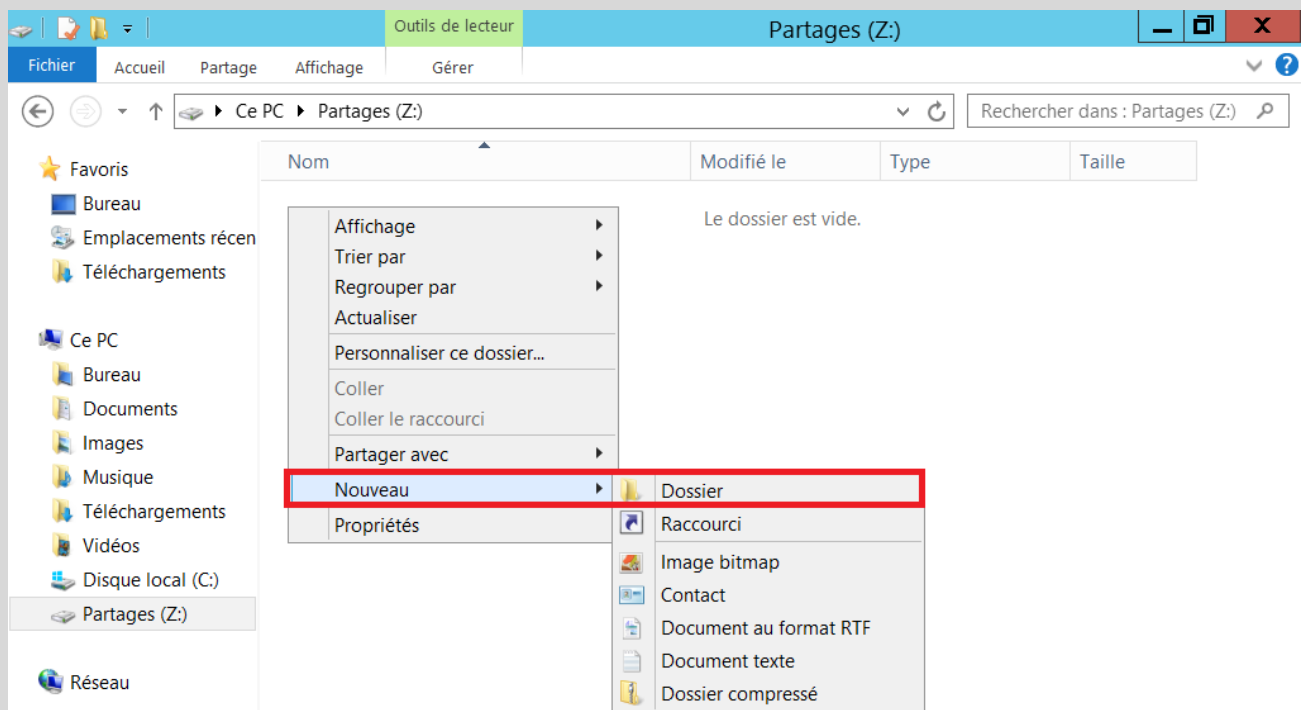 Outils de lecteur
Partages (Z:)
Fichier Accueil Partage Affichage Gérer
Ce PC Partages (Z:)
Rechercher dans : Partages (Z:)
Nom Modifié le Type Taille
Le dossier est vide.
Favoris
Bureau
Emplacements récen
Téléchargements
Ce PC
Bureau
Documents
Images
Musique
Téléchargements
Vidéos
Disque local (C:)
Partages (Z:)
Réseau
Affichage
Trier par
Regrouper par
Actualiser
Personnaliser ce dossier...
Coller
Coller le raccourci
Partager avec
Nouveau
Propriétés
Dossier
Raccourci
Image bitmap
Contact
Document au format RTF
Document texte
Dossier compressé